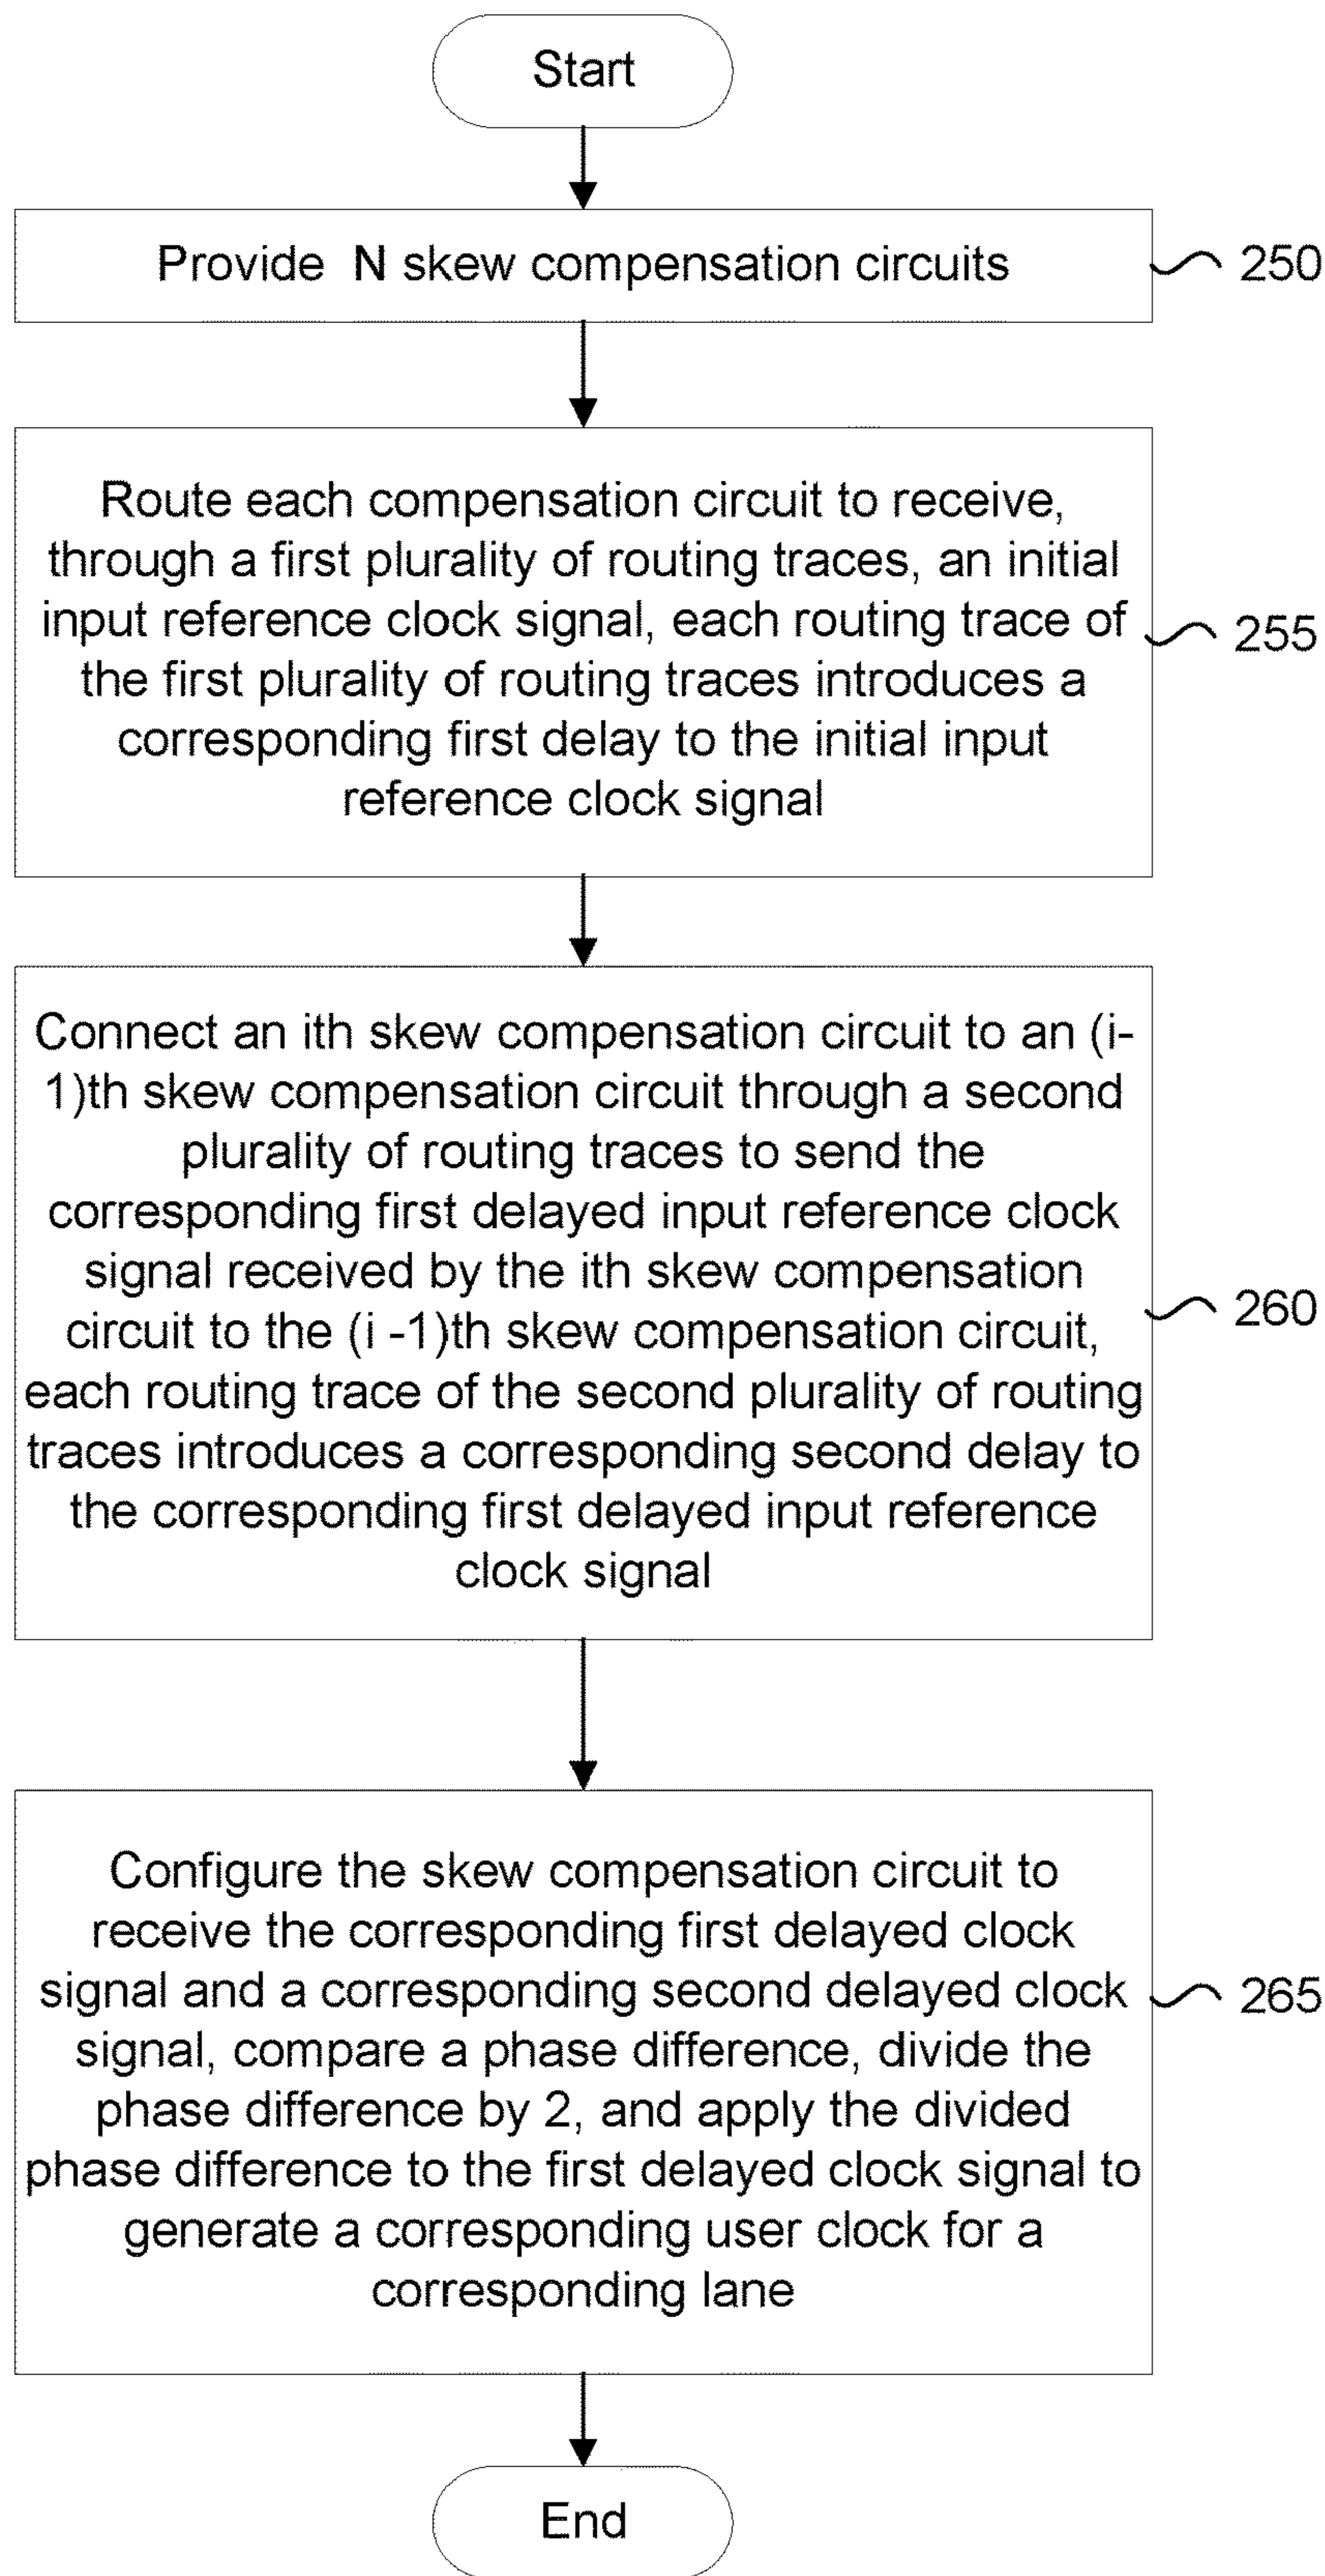 Start
Provide N skew compensation circuits
250
Route each compensation circuit to receive,
through a first plurality of routing traces, an initial
input reference clock signal, each routing trace of
the first plurality of routing traces introduces a
corresponding first delay to the initial input
reference clock signal
255
Connect an ith skew compensation circuit to an (i-
1)th skew compensation circuit through a second
plurality of routing traces to send the
corresponding first delayed input reference clock
signal received by the ith skew compensation
circuit to the (i -1)th skew compensation circuit,
each routing trace of the second plurality of routing
traces introduces a corresponding second delay to
the corresponding first delayed input reference
clock signal
260
Configure the skew compensation circuit to
receive the corresponding first delayed clock
signal and a corresponding second delayed clock
signal, compare a phase difference, divide the
phase difference by 2, and apply the divided
phase difference to the first delayed clock signal to
generate a corresponding user clock for a
corresponding lane
265
End